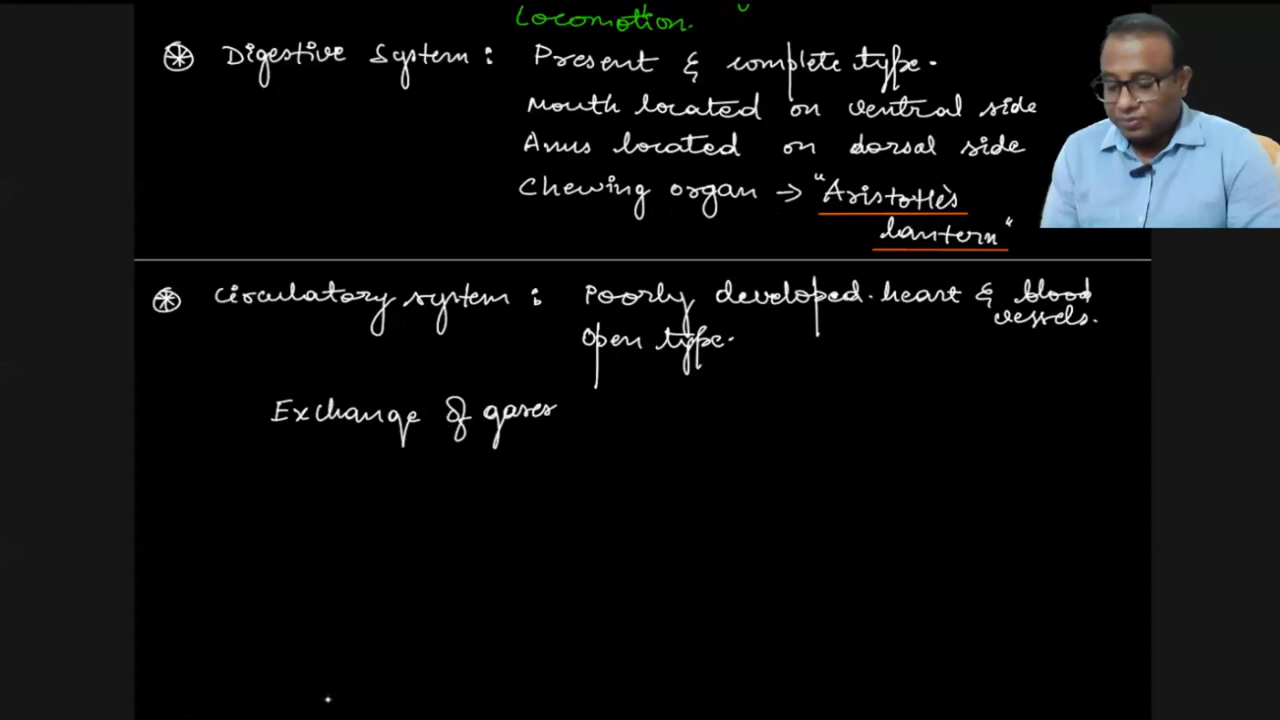 Locomotion.
Digestive System : Present & complete type.
Mouth located on ventral side
Anus located on dorsal side
Chewing organ → "Aristotle's
lantern"
Circulatory system : Poorly developed. heart & blood
vessels.
Open type.
Exchange of gases